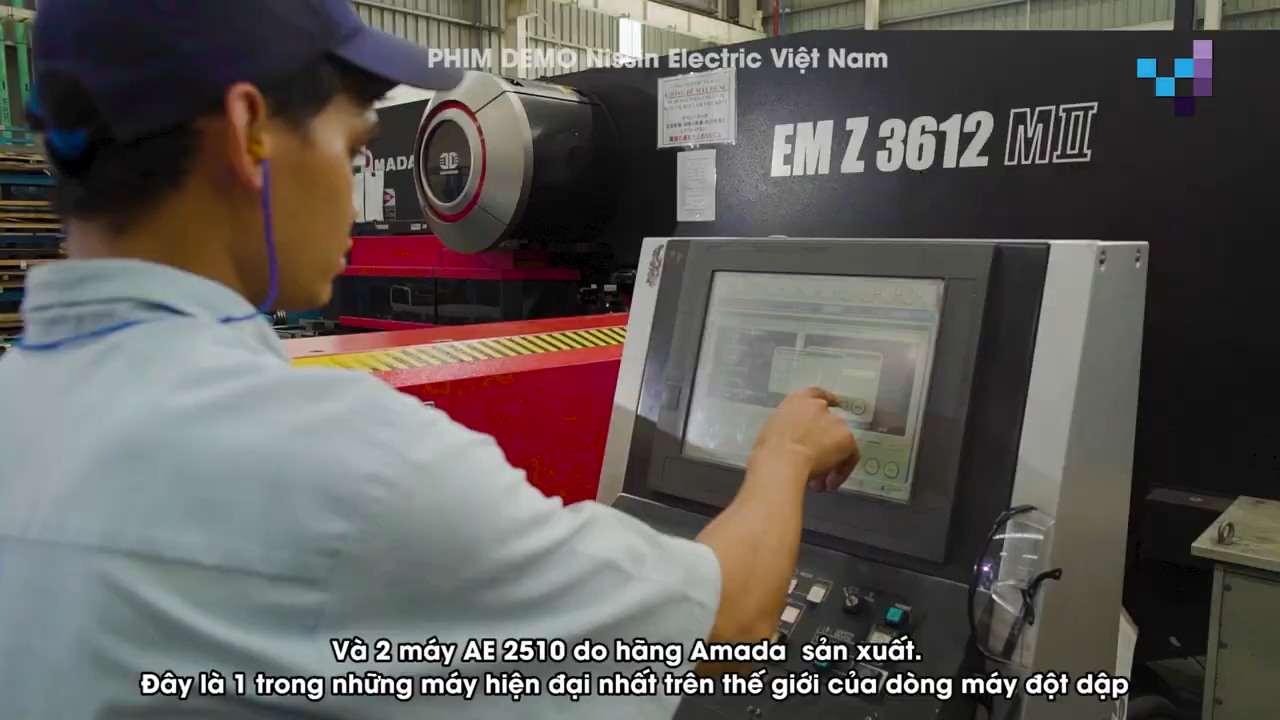 PHIM DEMO Nissin Electric Việt Nam
AMADA
EM Z 3612 MII
Và 2 máy AE 2510 do hãng Amada sản xuất.
Đây là 1 trong những máy hiện đại nhất trên thế giới của dòng máy đột dập